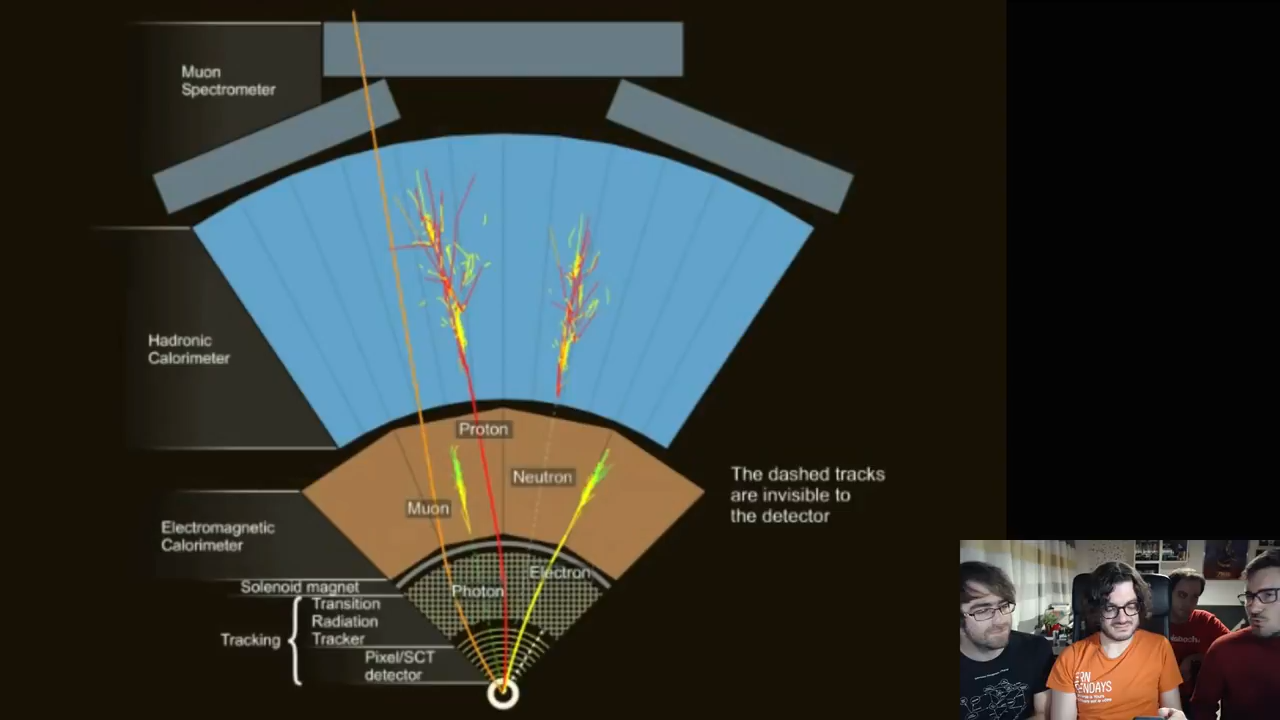 Muon
Spectrometer
Hadronic
Calorimeter
Proton
Neutron
Muon
The dashed tracks
are invisible to
the detector
Electromagnetic
Calorimeter
Electron
Photon
Solenoid magnet
Transition
Radiation
Tracker
Tracking
Pixel/SCT
detector